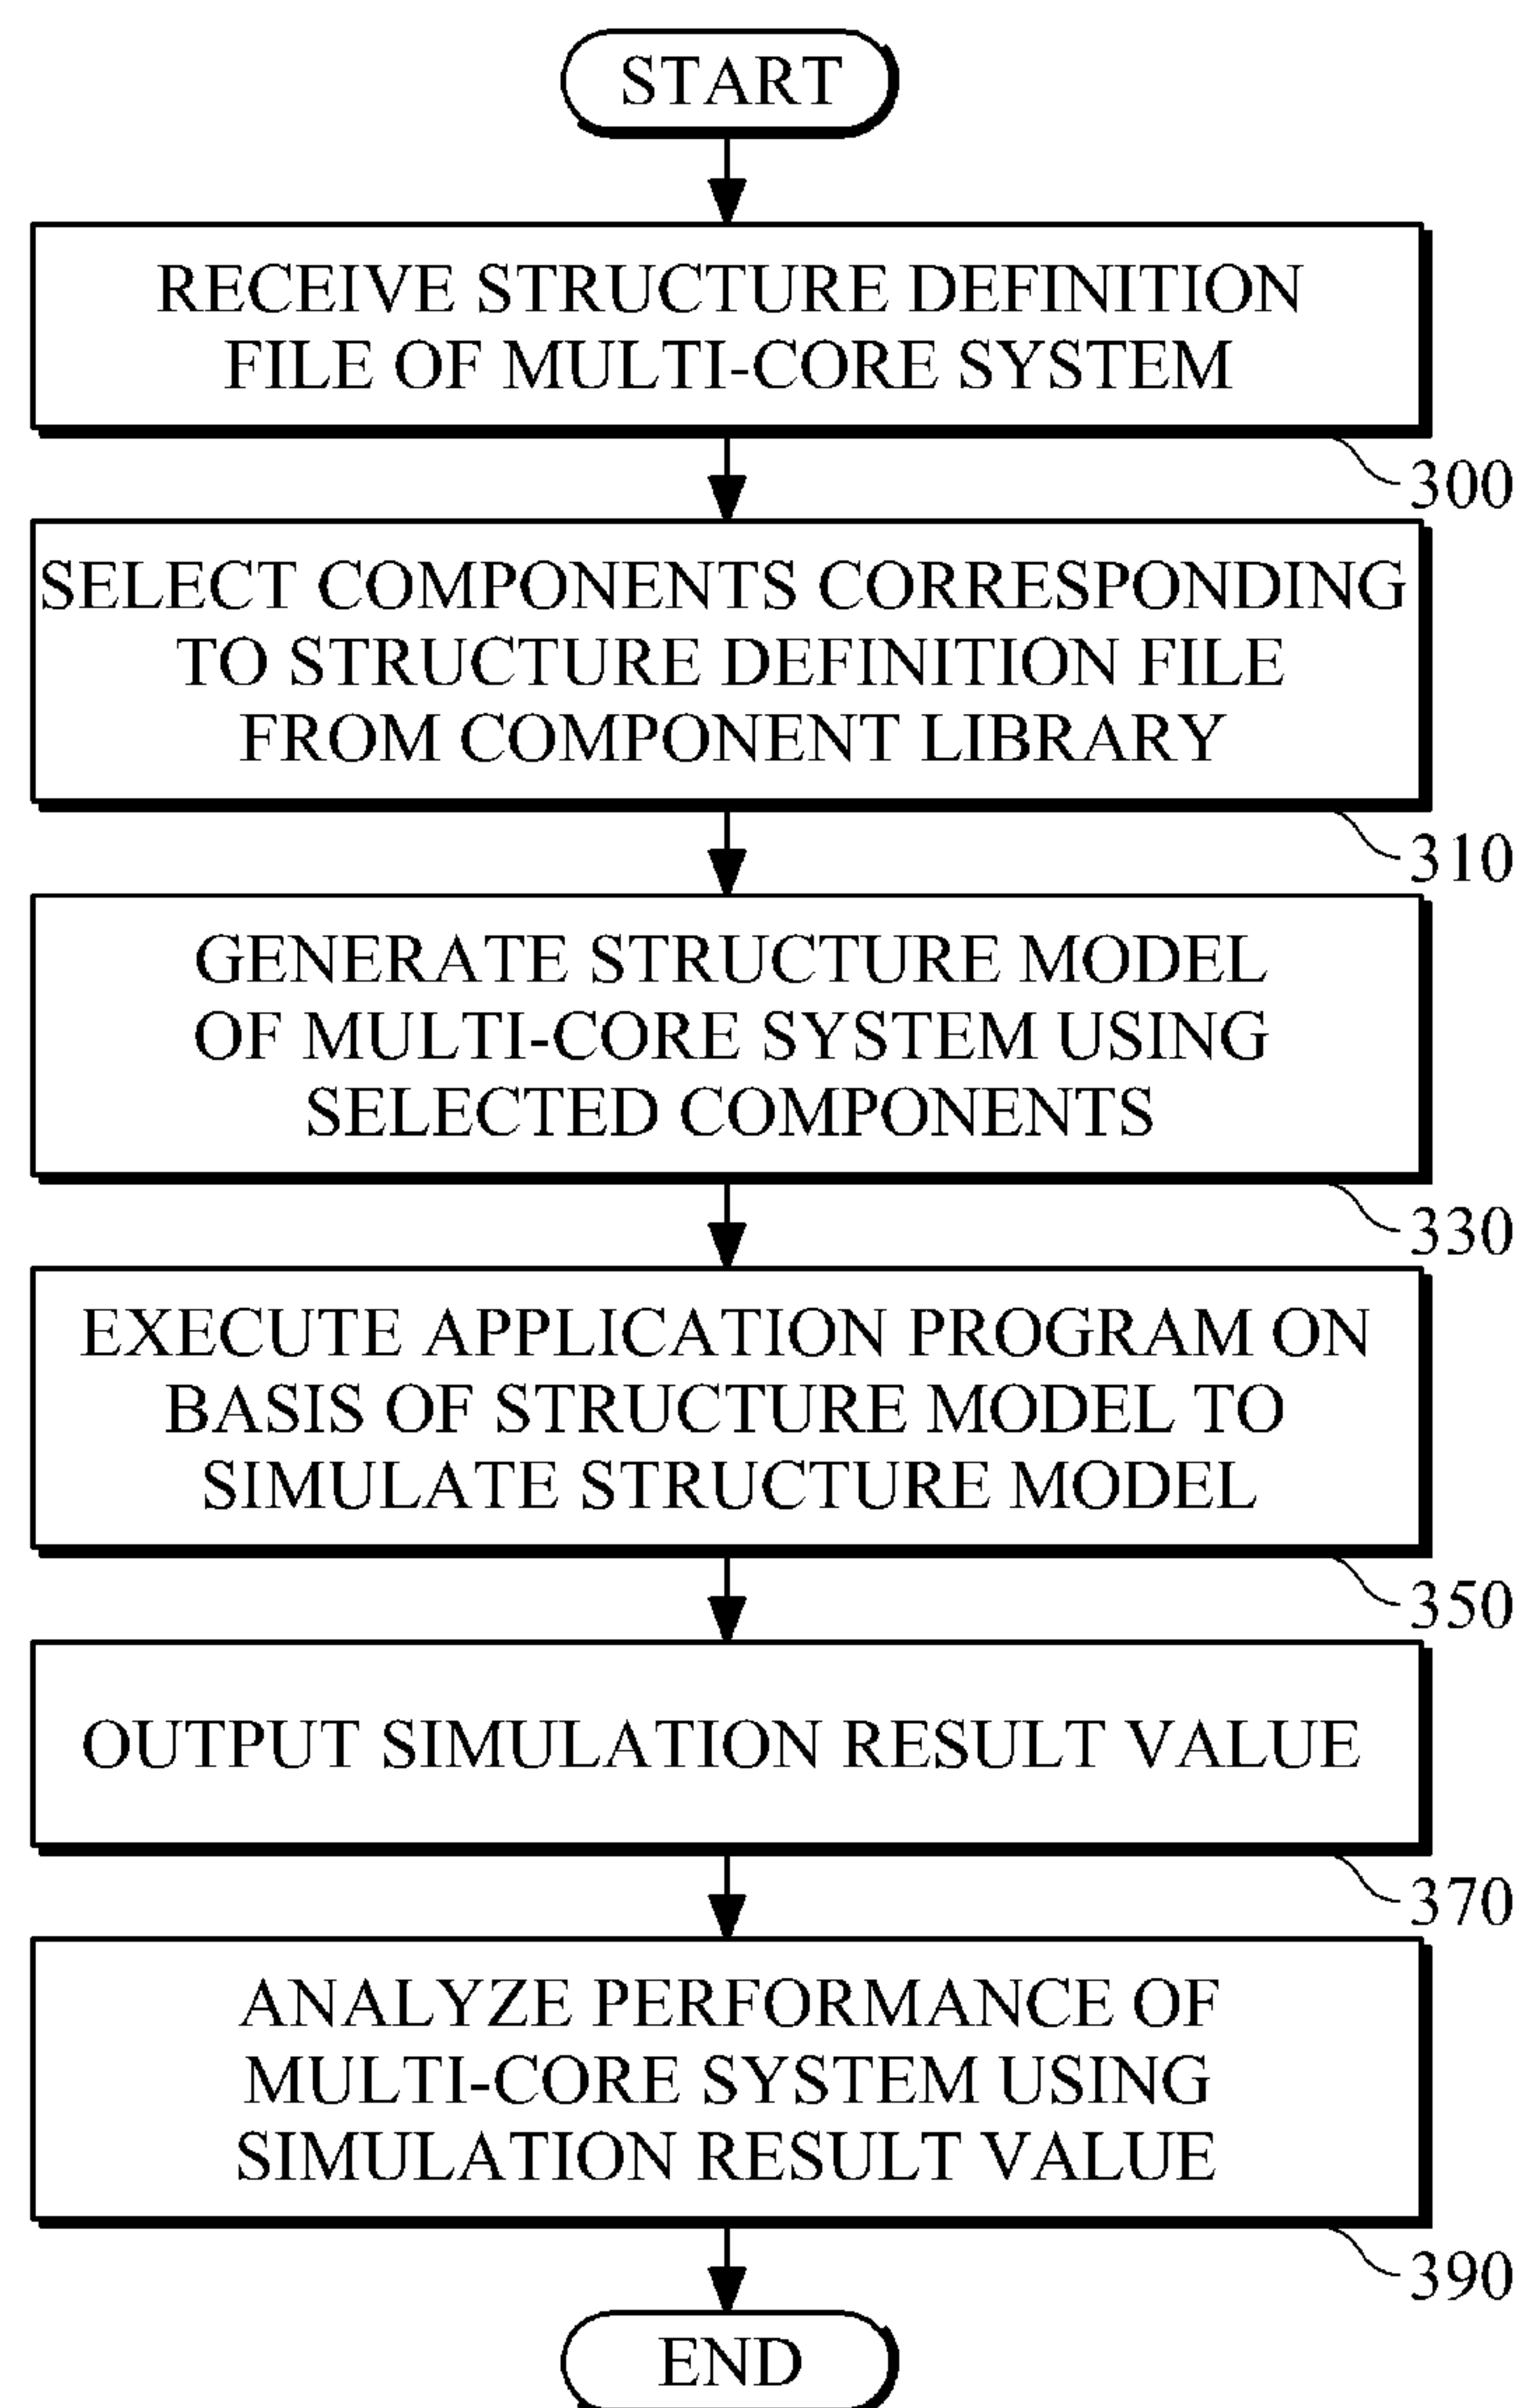 START
RECEIVE STRUCTURE DEFINITION
FILE OF MULTI-CORE SYSTEM
300
SELECT COMPONENTS CORRESPONDING
TO STRUCTURE DEFINITION FILE
FROM COMPONENT LIBRARY
310
GENERATE STRUCTURE MODEL
OF MULTI-CORE SYSTEM USING
SELECTED COMPONENTS
330
EXECUTE APPLICATION PROGRAM ON
BASIS OF STRUCTURE MODEL TO
SIMULATE STRUCTURE MODEL
350
OUTPUT SIMULATION RESULT VALUE
370
ANALYZE PERFORMANCE OF
MULTI-CORE SYSTEM USING
SIMULATION RESULT VALUE
390
END